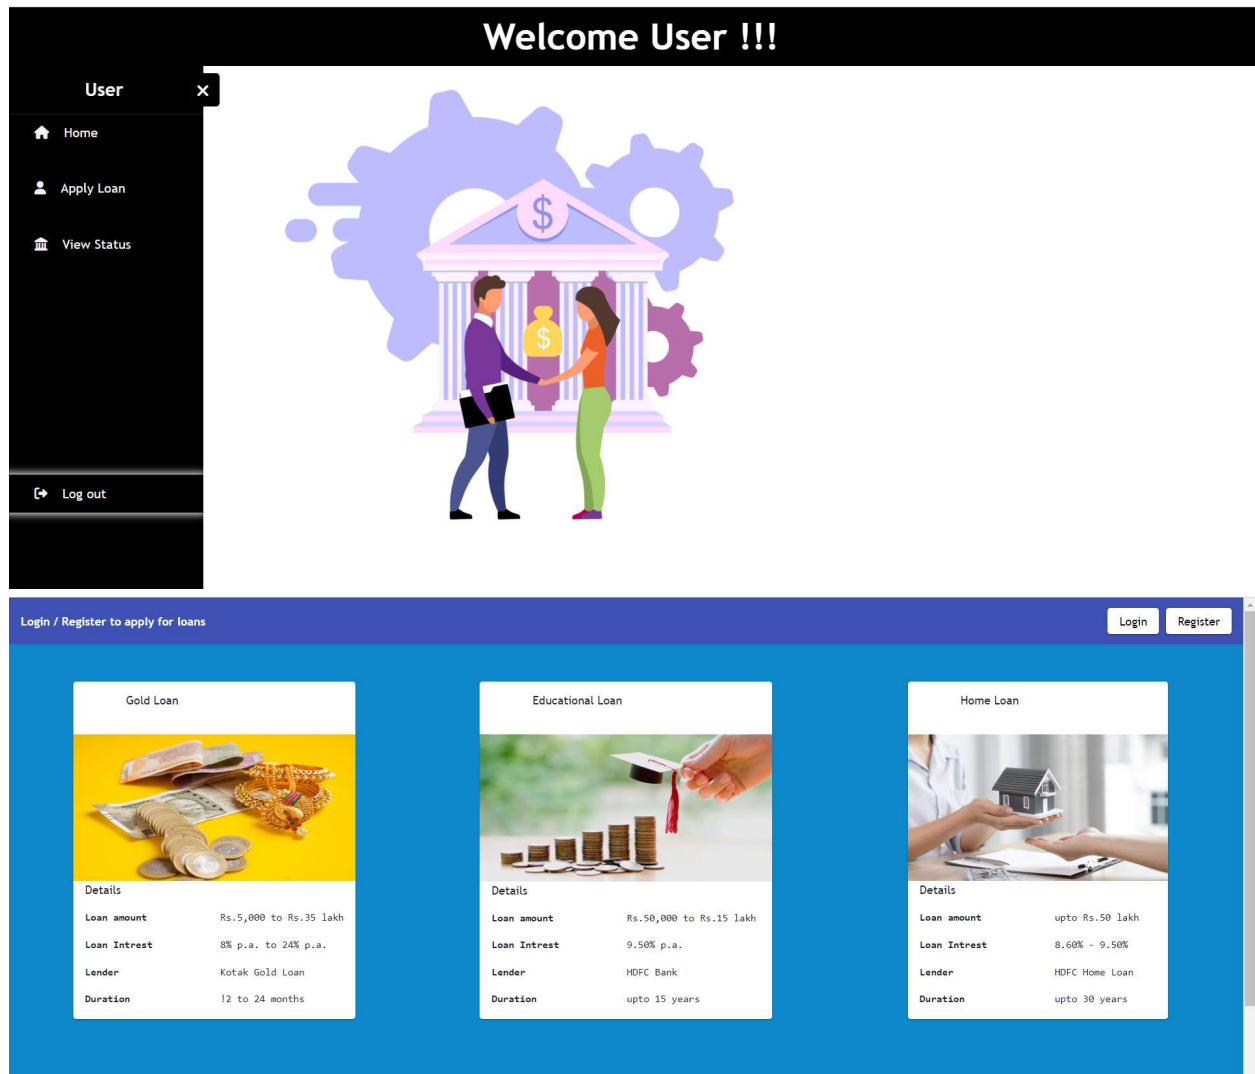 Welcome User !!!
User ×
Home
Apply Loan
View Status
Log out
$
$
Login / Register to apply for loans
Login Register
Gold Loan
Details
Loan amount Rs.5,000 to Rs.35 lakh
Loan Intrest 8% p.a. to 24% p.a.
Lender Kotak Gold Loan
Duration !2 to 24 months
Educational Loan
Details
Loan amount Rs.50,000 to Rs.15 lakh
Loan Intrest 9.50% p.a.
Lender HDFC Bank
Duration upto 15 years
Home Loan
Details
Loan amount upto Rs.50 lakh
Loan Intrest 8.60% - 9.50%
Lender HDFC Home Loan
Duration upto 30 years